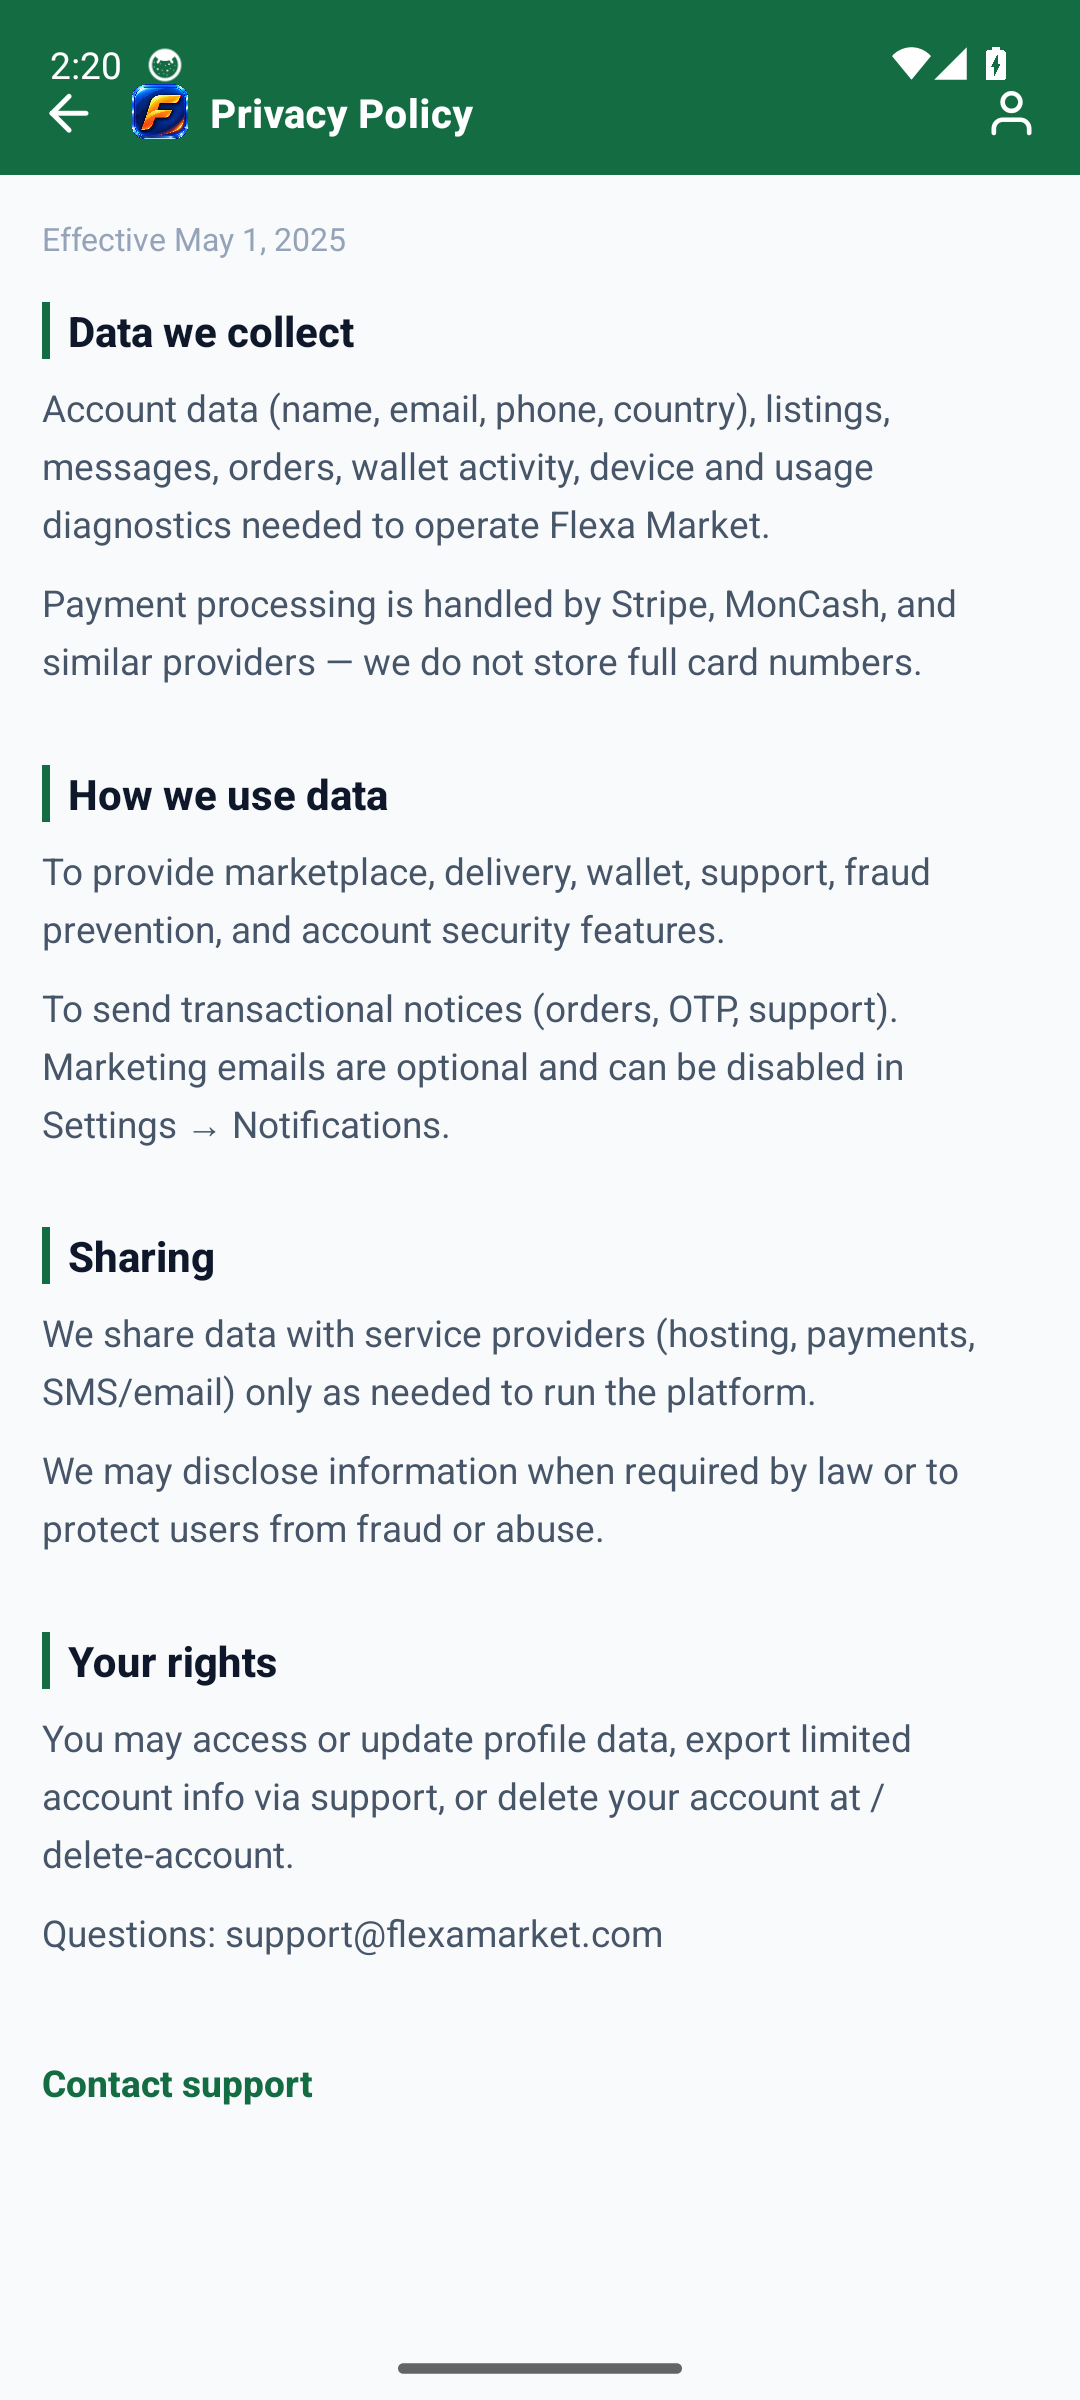 2:20
Privacy Policy
Effective May 1, 2025
Data we collect
Account data (name, email, phone, country), listings,
messages, orders, wallet activity, device and usage
diagnostics needed to operate Flexa Market.
Payment processing is handled by Stripe, MonCash, and
similar providers — we do not store full card numbers.
How we use data
To provide marketplace, delivery, wallet, support, fraud
prevention, and account security features.
To send transactional notices (orders, OTP, support).
Marketing emails are optional and can be disabled in
Settings → Notifications.
Sharing
We share data with service providers (hosting, payments,
SMS/email) only as needed to run the platform.
We may disclose information when required by law or to
protect users from fraud or abuse.
Your rights
You may access or update profile data, export limited
account info via support, or delete your account at /
delete-account.
Questions: support@flexamarket.com
Contact support